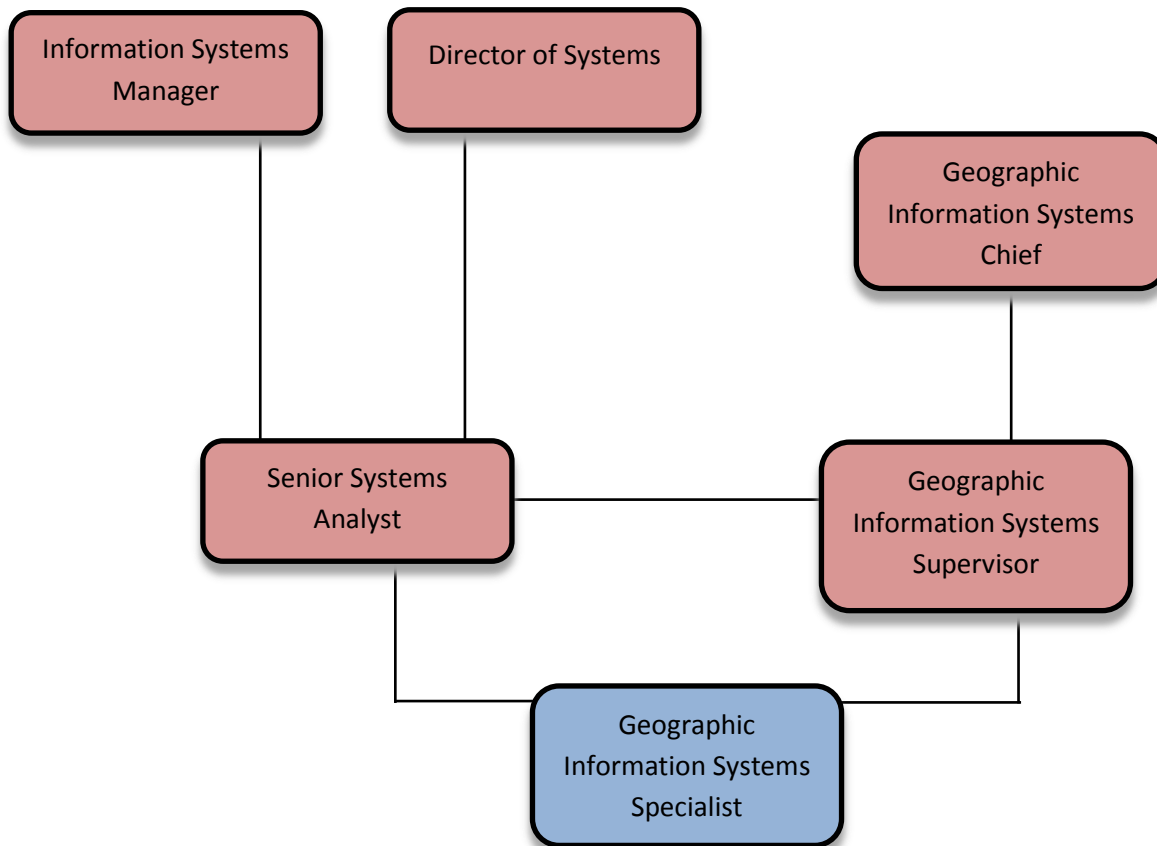 Information Systems
Manager
Director of Systems
Geographic
Information Systems
Chief
Senior Systems
Analyst
Geographic
Information Systems
Supervisor
Geographic
Information Systems
Specialist